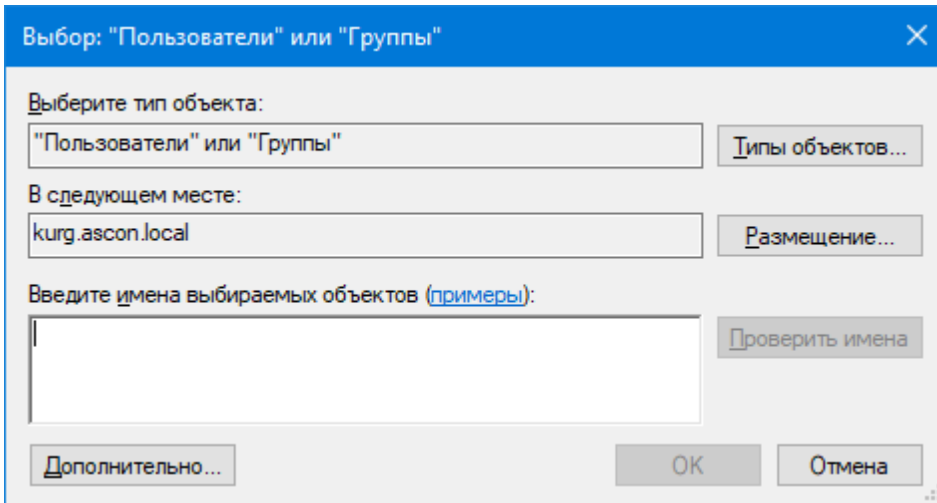 Выбор: "Пользователи" или "Группы"
Выберите тип объекта:
"Пользователи" или "Группы"
Типы объектов...
В следующем месте:
kurg.ascon.local
Размещение...
Введите имена выбираемых объектов (примеры):
Проверить имена
Дополнительно...
ОК
Отмена